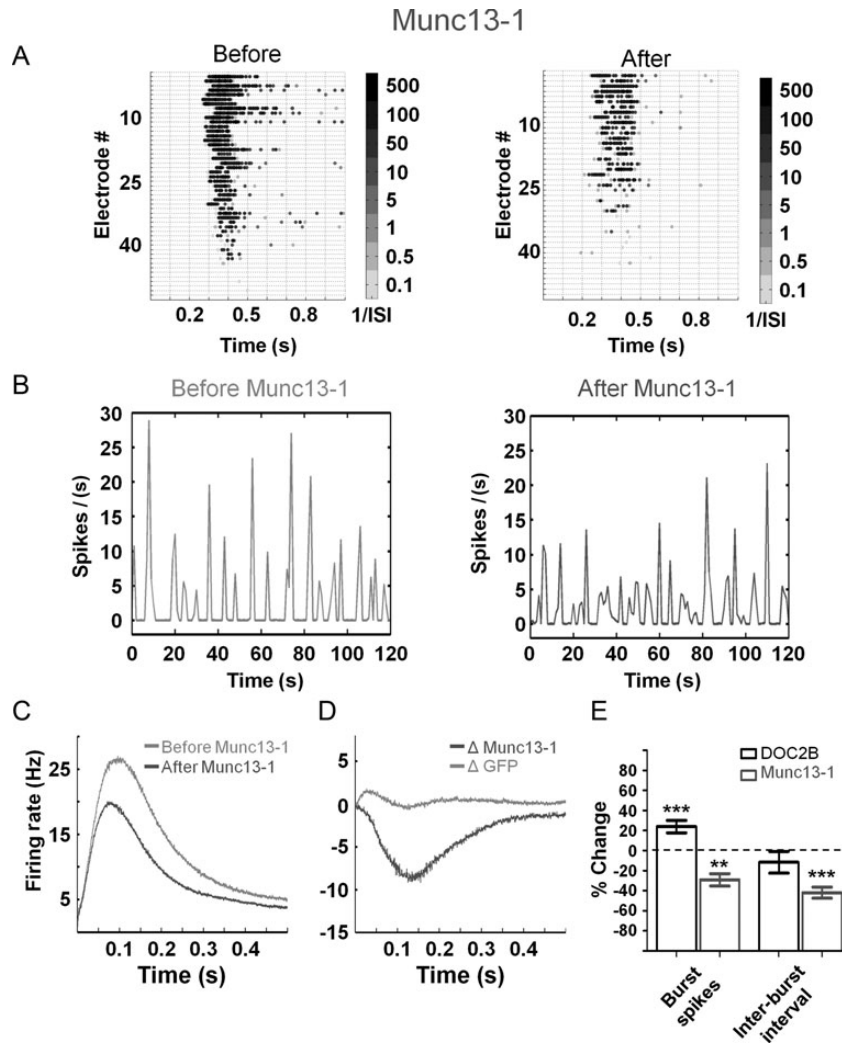 Munc13-1
A
Before
Electrode #
10
25
40
0.2 0.5 0.8
Time (s)
500
100
50
10
5
1
0.5
0.1
1/ISI
After
Electrode #
10
25
40
0.2 0.5 0.8
Time (s)
500
100
50
10
5
1
0.5
0.1
1/ISI
B
Before Munc13-1
Spikes / (s)
30
25
20
15
10
5
0
0 20 40 60 80 100 120
Time (s)
After Munc13-1
Spikes / (s)
30
25
20
15
10
5
0
0 20 40 60 80 100 120
Time (s)
C
Before Munc13-1
After Munc13-1
Firing rate (Hz)
25
15
5
0.1 0.2 0.3 0.4
Time (s)
D
Δ Munc13-1
Δ GFP
5
0
-5
-10
-15
0.1 0.2 0.3 0.4
Time (s)
E
DOC2B
Munc13-1
% Change
80
60
40
20
0
-20
-40
-60
-80
***
**
***
Burst spikes
Inter-burst interval